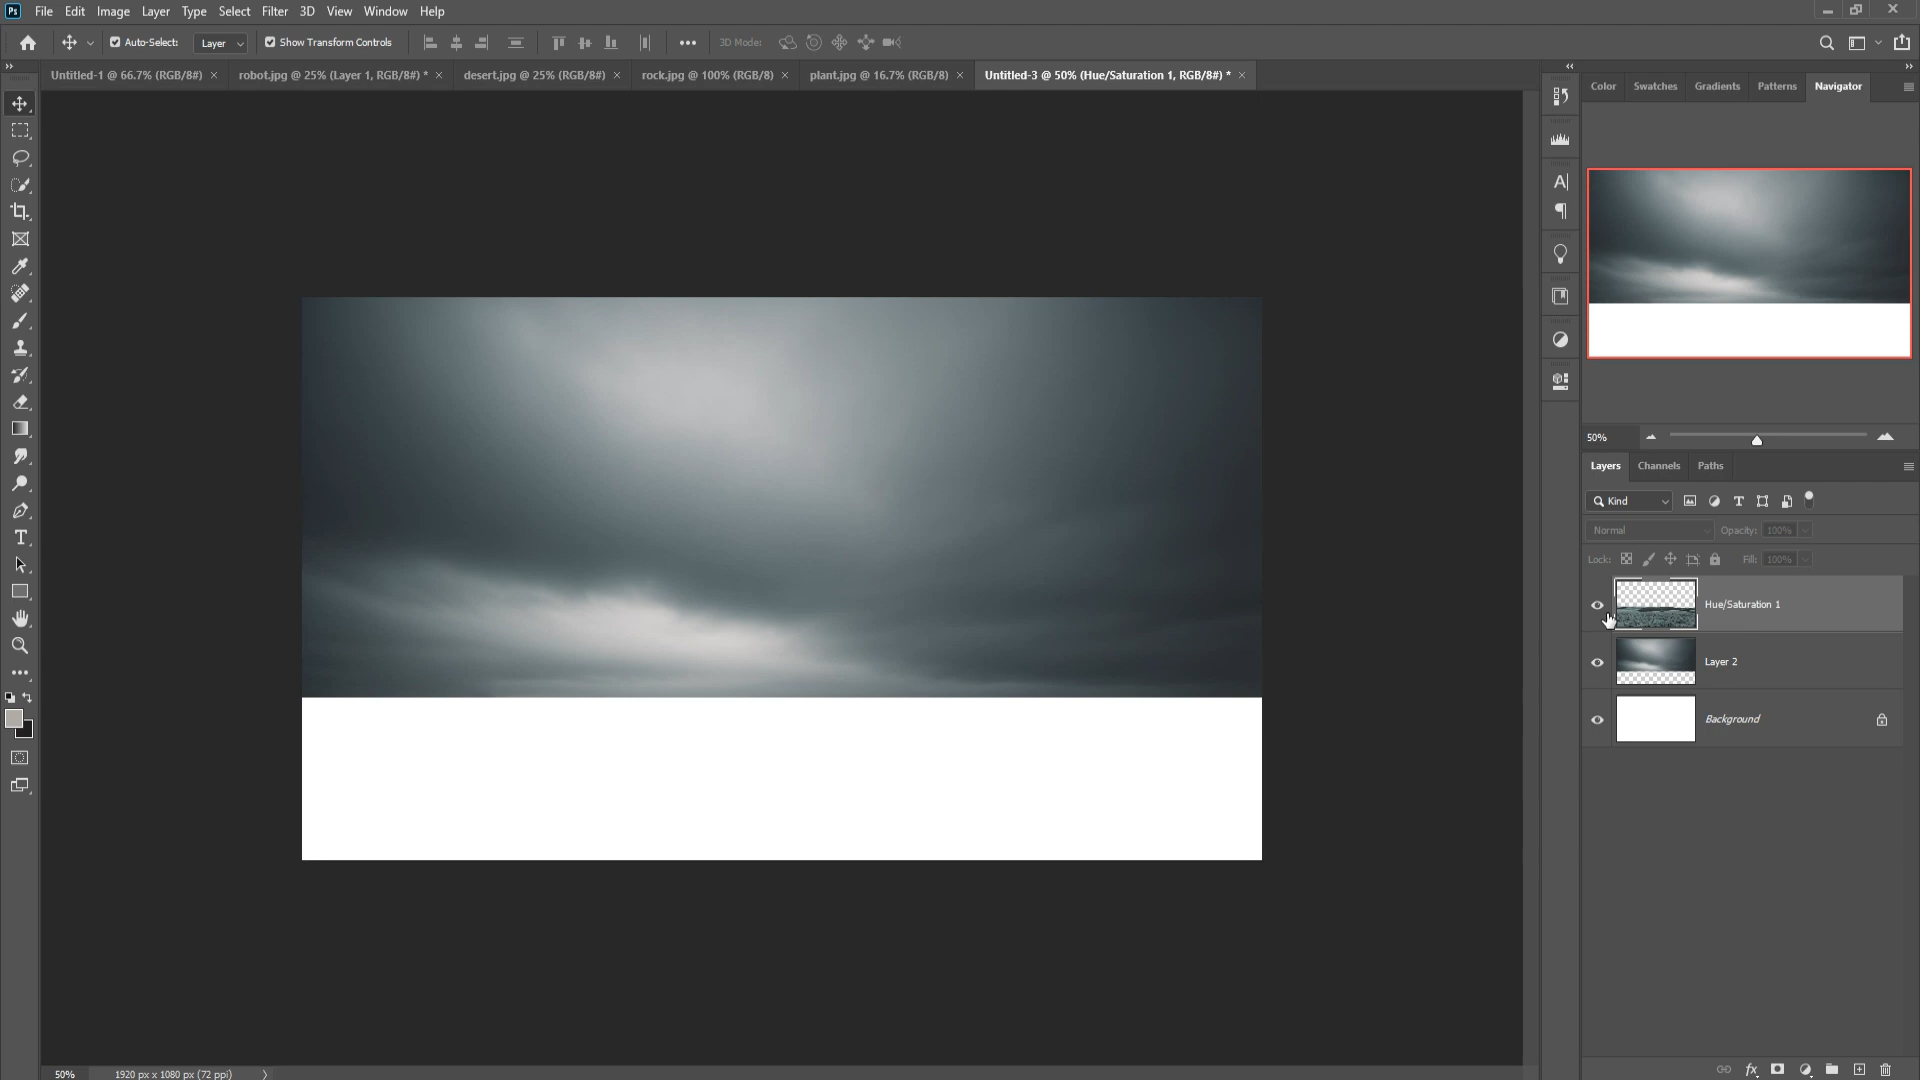 Ps File Edit Image Layer Type Select Filter 3D View Window Help
Auto-Select: Layer Show Transform Controls 3D Mode:
Untitled-1 @ 66.7% (RGB/8#) × robot.jpg @ 25% (Layer 1, RGB/8#) * × desert.jpg @ 25% (RGB/8#) × rock.jpg @ 100% (RGB/8) × plant.jpg @ 16.7% (RGB/8) × Untitled-3 @ 50% (Hue/Saturation 1, RGB/8#) * ×
Color Swatches Gradients Patterns Navigator
50%
Layers Channels Paths
Kind
Normal Opacity: 100%
Lock: Fill: 100%
Hue/Saturation 1
Layer 2
Background
50% 1920 px x 1080 px (72 ppi)